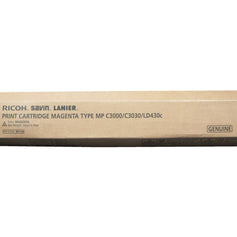 RICOH SAVIN LANIER
PRINT CARTRIDGE MAGENTA TYPE MP C3000/C3030/LD430c
GENUINE